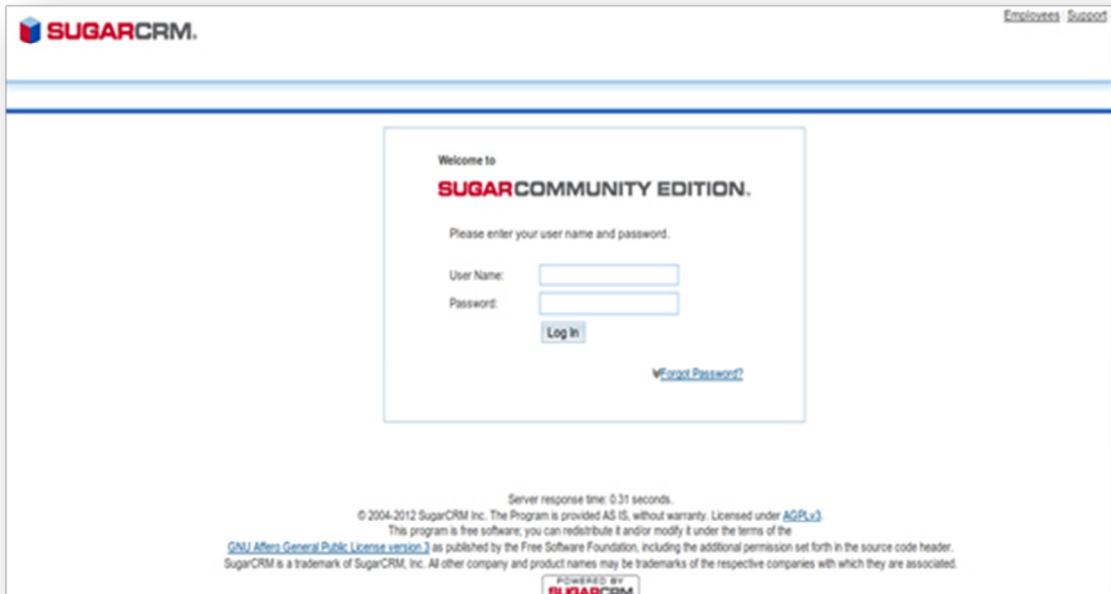 SUGARCRM.
Employees | Support
Welcome to
SUGARCOMMUNITY EDITION.
Please enter your user name and password.
User Name:
Password:
Log In
Forgot Password?
Server response time: 0.31 seconds.
© 2004-2012 SugarCRM Inc. The Program is provided AS IS, without warranty. Licensed under AGPLv3.
This program is free software; you can redistribute it and/or modify it under the terms of the
GNU Affero General Public License version 3 as published by the Free Software Foundation, including the additional permission set forth in the source code header.
SugarCRM is a trademark of SugarCRM, Inc. All other company and product names may be trademarks of the respective companies with which they are associated.
POWERED BY
SUGARCRM